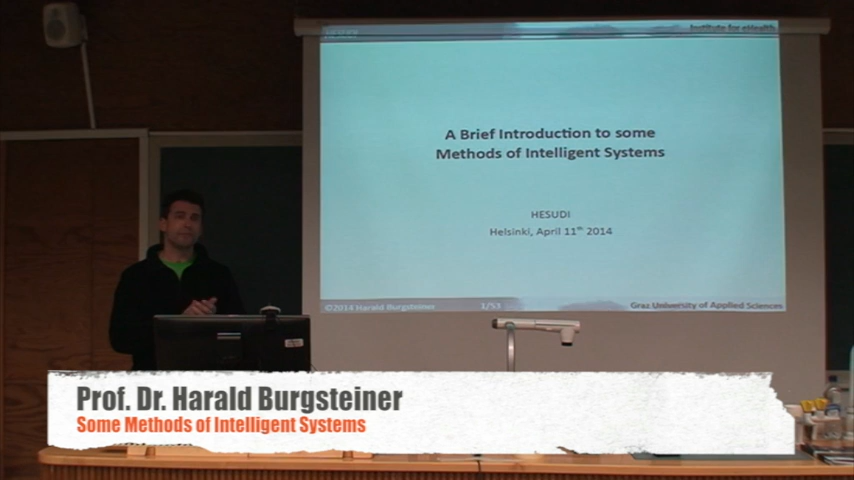 Institute for eHealth
A Brief Introduction to some
Methods of Intelligent Systems
HESUDI
Helsinki, April 11th 2014
©2014 Harald Burgsteiner
1/53
Graz University of Applied Sciences
Prof. Dr. Harald Burgsteiner
Some Methods of Intelligent Systems